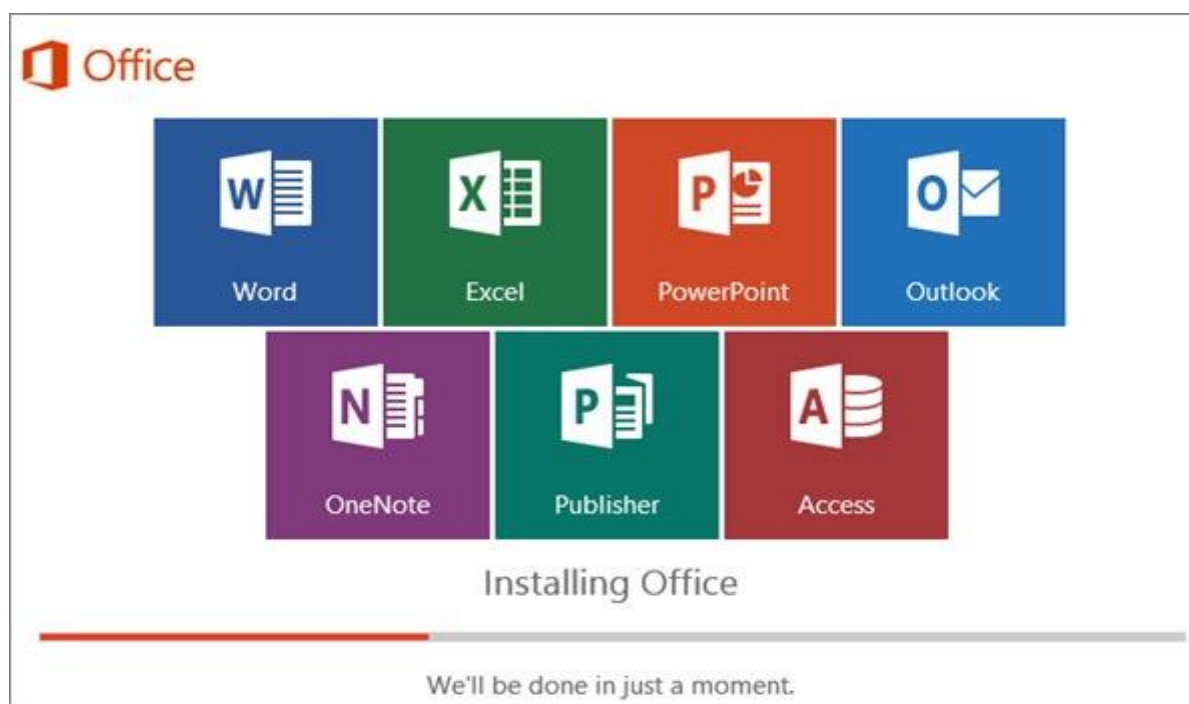 Office
W X P O
Word Excel PowerPoint Outlook
N P A
OneNote Publisher Access
Installing Office
We'll be done in just a moment.